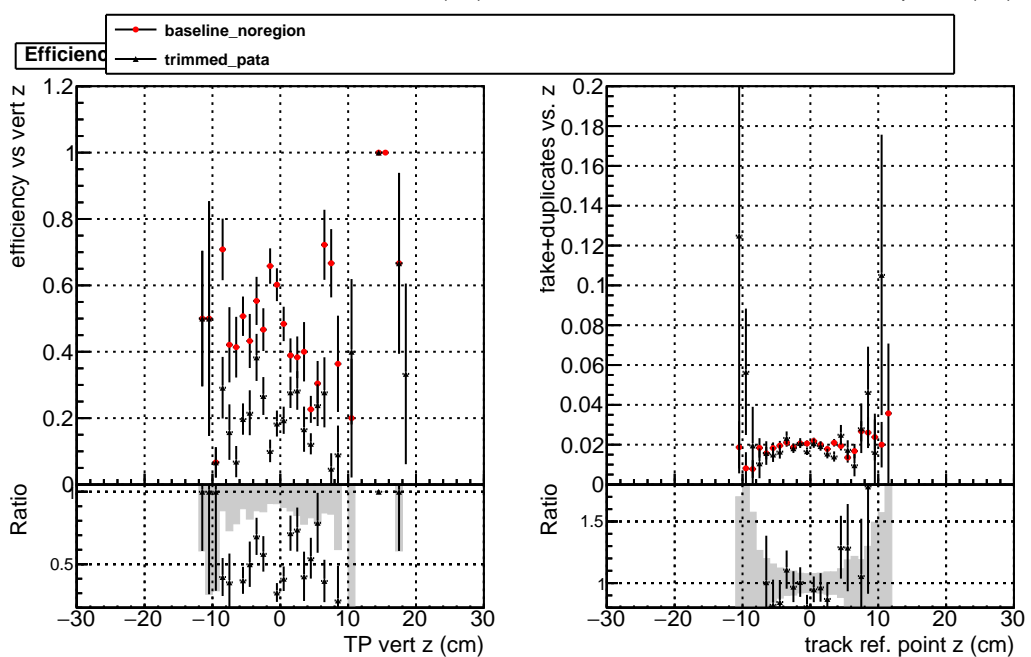 baseline_noregion
trimmed_pata
Efficienc
efficiency vs vert z
1.2
1
0.8
0.6
0.4
0.2
0
Ratio
1
0.5
−30 −20 −10 0 10 20 30
TP vert z (cm)
fake+duplicates vs. z
0.2
0.18
0.16
0.14
0.12
0.1
0.08
0.06
0.04
0.02
0
Ratio
1.5
1
−30 −20 −10 0 10 20 30
track ref. point z (cm)